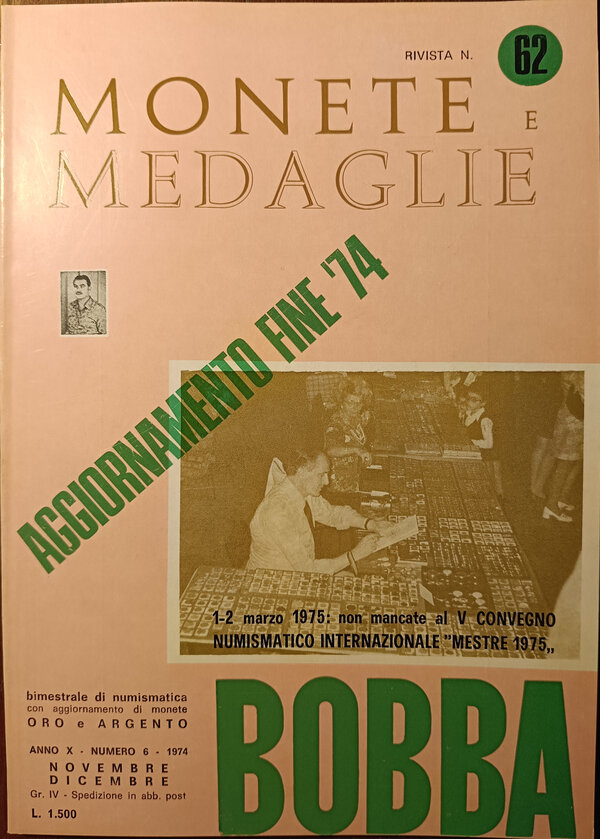 RIVISTA N. 62
MONETE E
MEDAGLIE
AGGIORNAMENTO FINE '74
1-2 marzo 1975: non mancate al V CONVEGNO
NUMISMATICO INTERNAZIONALE "MESTRE 1975„
bimestrale di numismatica
con aggiornamento di monete
ORO e ARGENTO
ANNO X - NUMERO 6 - 1974
NOVEMBRE
DICEMBRE
Gr. IV - Spedizione in abb. post
L. 1.500
BOBBA